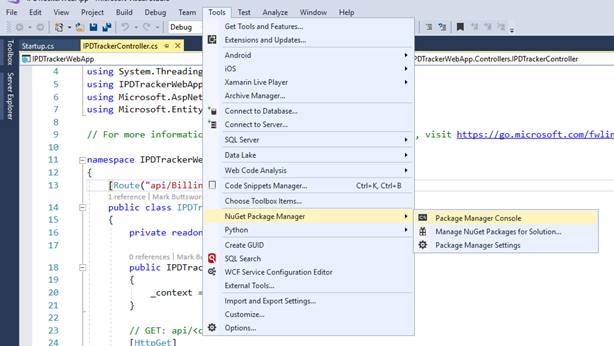 File Edit View Project Build Debug Team Tools Test Analyze Window Help
Debug
Get Tools and Features...
Extensions and Updates...
Android
iOS
Xamarin Live Player
Archive Manager...
Connect to Database...
Connect to Server...
SQL Server
Data Lake
Web Code Analysis
Code Snippets Manager... Ctrl+K, Ctrl+B
Choose Toolbox Items...
NuGet Package Manager
Python
Create GUID
SQL Search
WCF Service Configuration Editor
External Tools...
Import and Export Settings...
Customize...
Options...
Package Manager Console
Manage NuGet Packages for Solution...
Package Manager Settings
Toolbox
Server Explorer
Startup.cs IPDTrackerController.cs
IPDTrackerWebApp
IPDTrackerWebApp.Controllers.IPDTrackerController
4 using System.Threading
5 using IPDTrackerWebApp
6 using Microsoft.AspNet
7 using Microsoft.Entity
8
9 // For more informatio , visit https://go.microsoft.com/fwlin
10
11 namespace IPDTrackerWe
12 {
13 [Route("api/Billin
1 reference | Mark Buttswor
14 public class IPDTr
15 {
16 private readon
17
0 references | Mark Bu
18 public IPDTrac
19 {
20 _context =
21 }
22
23 // GET: api/<c
24 [HttpGet]